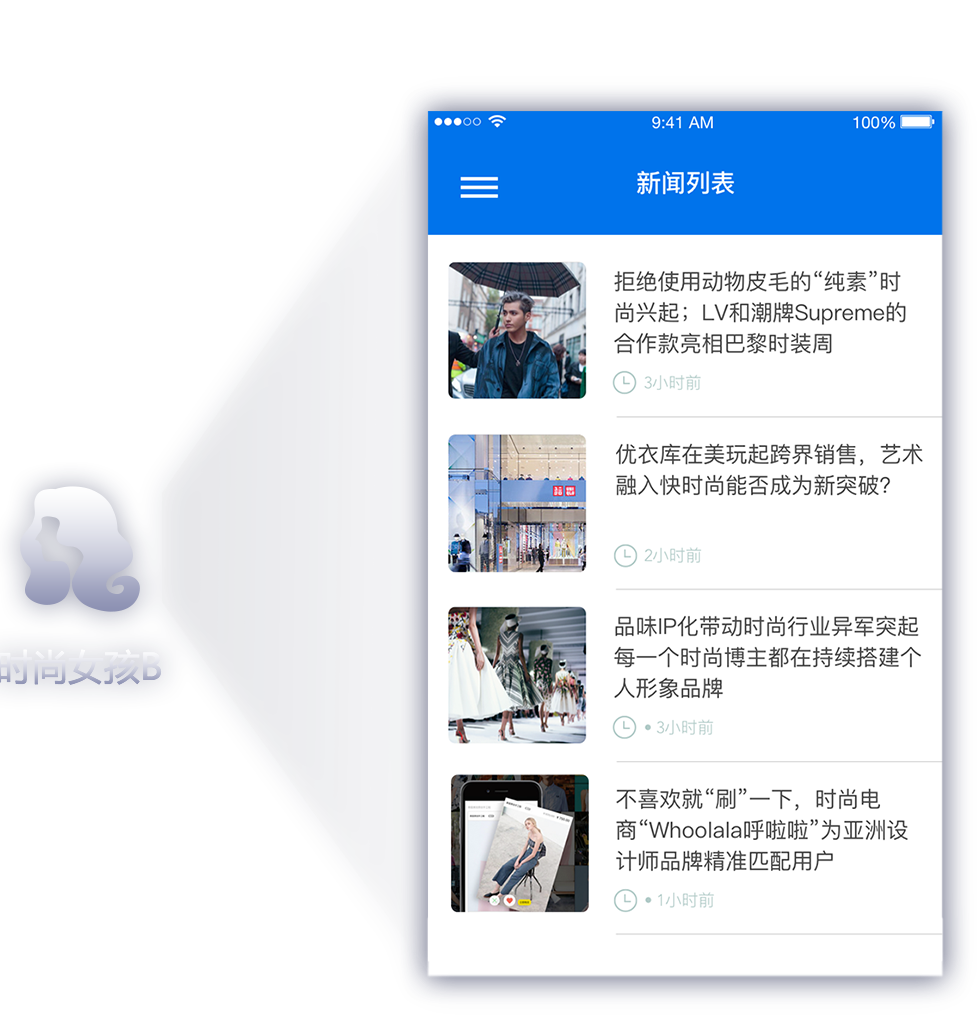 9:41 AM
100%
新闻列表
拒绝使用动物皮毛的“纯素”时
尚兴起；LV和潮牌Supreme的
合作款亮相巴黎时装周
3小时前
优衣库在美玩起跨界销售，艺术
融入快时尚能否成为新突破？
2小时前
品味IP化带动时尚行业异军突起
每一个时尚博主都在持续搭建个
人形象品牌
• 3小时前
不喜欢就“刷”一下，时尚电
商“Whoolala呼啦啦”为亚洲设
计师品牌精准匹配用户
• 1小时前
时尚女孩B